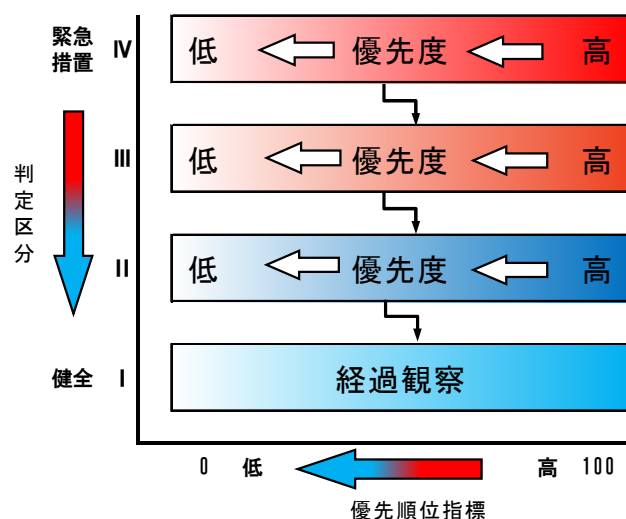 緊急
措置
Ⅳ
低 優先度 高
Ⅲ
低 優先度 高
判定区分
Ⅱ
低 優先度 高
健全 Ⅰ
経過観察
0 低 高 100
優先順位指標